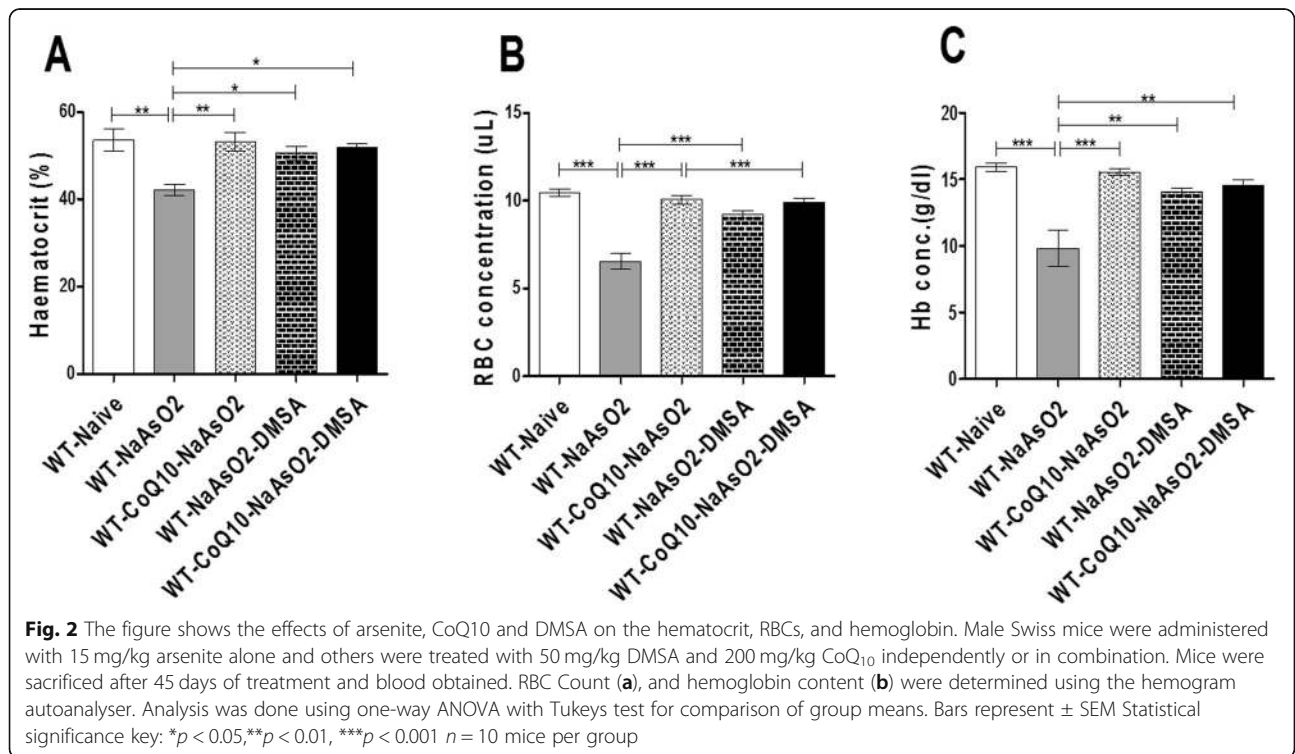 A
B
C
*
*
**
**
60
40
20
0
Haematocrit (%)
WT-Naive
WT-NaAsO2
WT-CoQ10-NaAsO2
WT-NaAsO2-DMSA
WT-CoQ10-NaAsO2-DMSA
***
***
***
***
15
10
5
0
RBC concentration (uL)
WT-Naive
WT-NaAsO2
WT-CoQ10-NaAsO2
WT-NaAsO2-DMSA
WT-CoQ10-NaAsO2-DMSA
**
**
***
***
20
15
10
5
0
Hb conc.(g/dl)
WT-Naive
WT-NaAsO2
WT-CoQ10-NaAsO2
WT-NaAsO2-DMSA
WT-CoQ10-NaAsO2-DMSA
Fig. 2 The figure shows the effects of arsenite, CoQ10 and DMSA on the hematocrit, RBCs, and hemoglobin. Male Swiss mice were administered
with 15 mg/kg arsenite alone and others were treated with 50 mg/kg DMSA and 200 mg/kg CoQ₁₀ independently or in combination. Mice were
sacrificed after 45 days of treatment and blood obtained. RBC Count (a), and hemoglobin content (b) were determined using the hemogram
autoanalyser. Analysis was done using one-way ANOVA with Tukeys test for comparison of group means. Bars represent ± SEM Statistical
significance key: *p < 0.05,**p < 0.01, ***p < 0.001 n = 10 mice per group